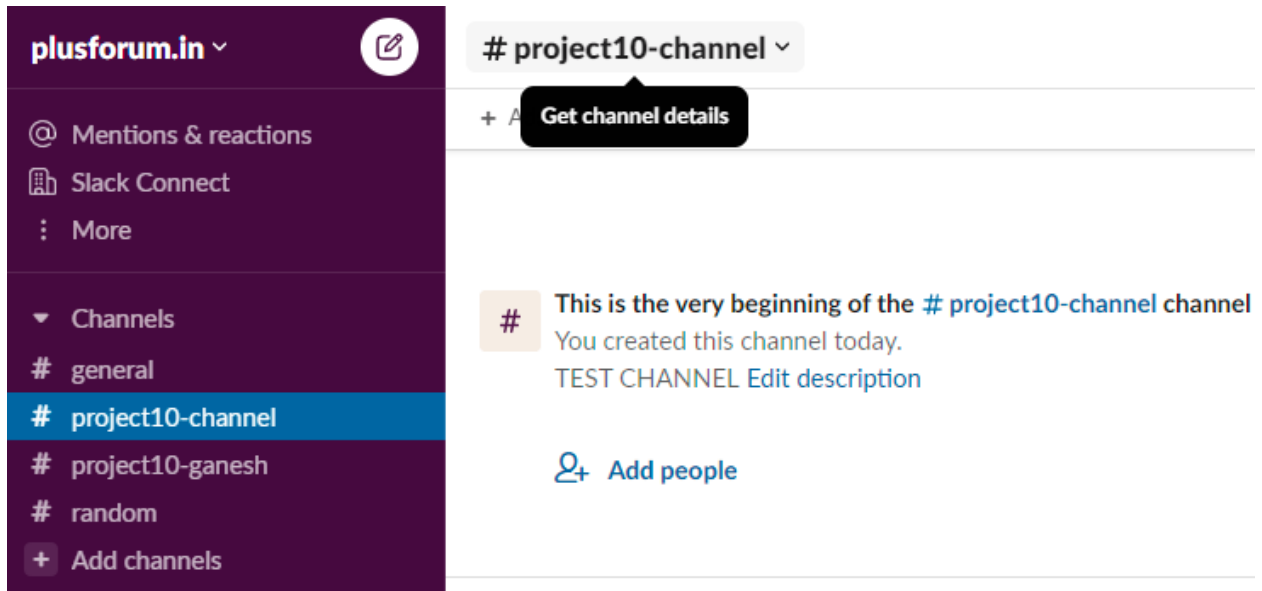 plusforum.in
Mentions & reactions
Slack Connect
More
Channels
# general
# project10-channel
# project10-ganesh
# random
+ Add channels
# project10-channel
+ A
Get channel details
# This is the very beginning of the # project10-channel channel
You created this channel today.
TEST CHANNEL Edit description
Add people